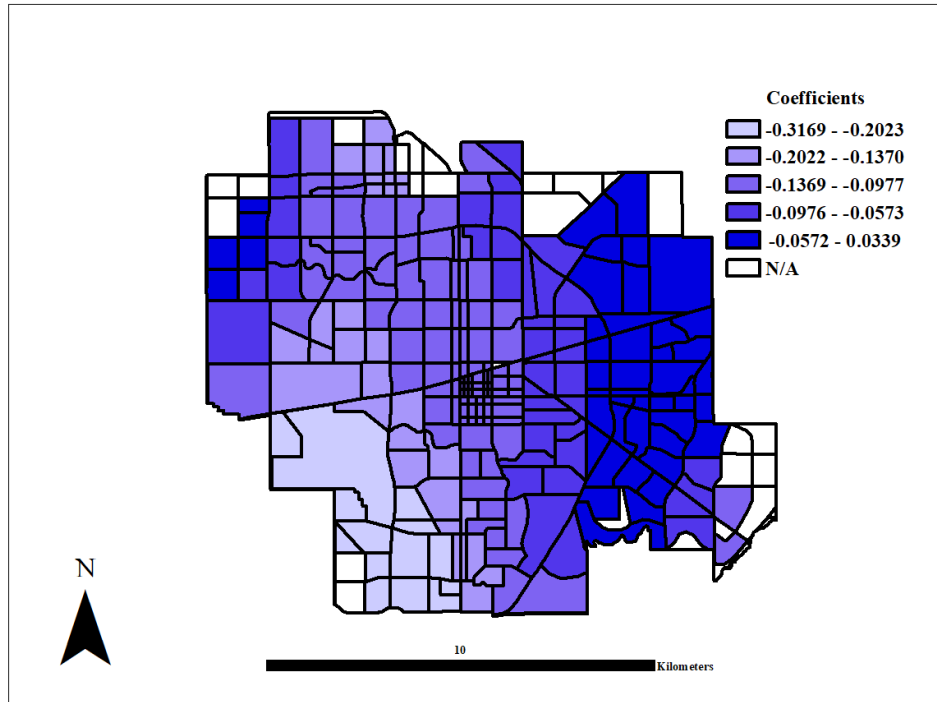 Coefficients
-0.3169 - -0.2023
-0.2022 - -0.1370
-0.1369 - -0.0977
-0.0976 - -0.0573
-0.0572 - 0.0339
N/A
N
10
Kilometers